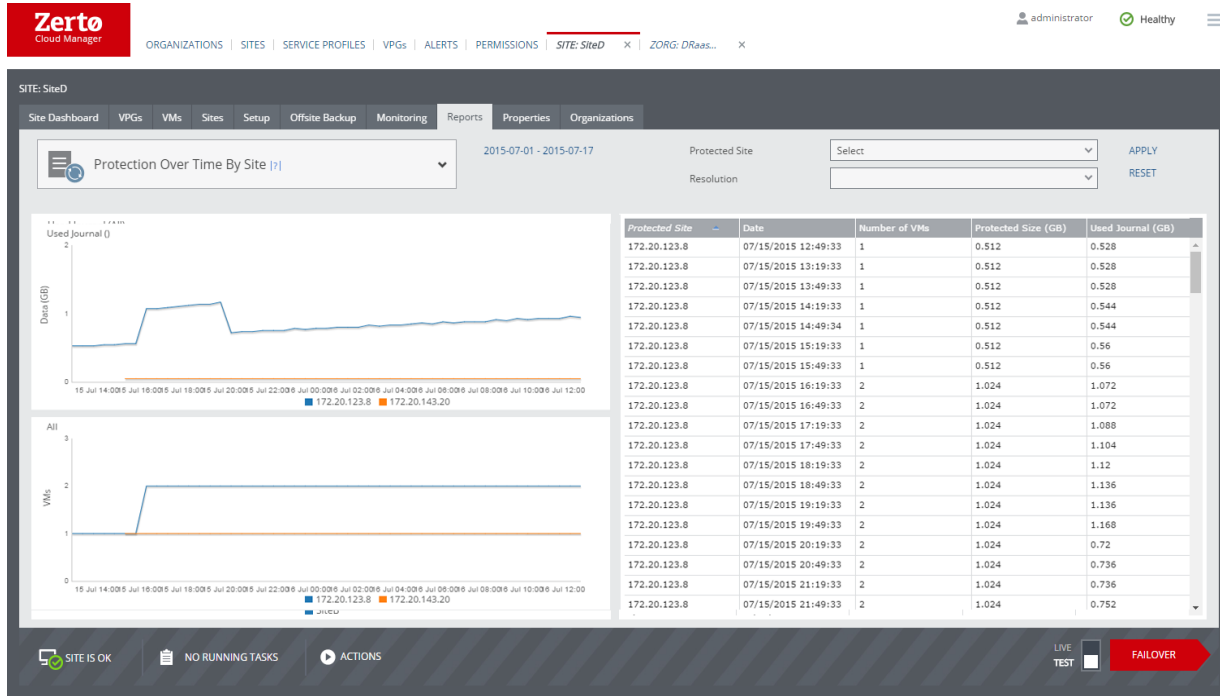 Zerto
Cloud Manager
administrator
Healthy
ORGANIZATIONS | SITES | SERVICE PROFILES | VPGs | ALERTS | PERMISSIONS | SITE: SiteD × | ZORG: DRaas... ×
SITE: SiteD
Site Dashboard VPGs VMs Sites Setup Offsite Backup Monitoring Reports Properties Organizations
Protection Over Time By Site [?]
2015-07-01 - 2015-07-17
Protected Site Select APPLY
Resolution RESET
Used Journal ()
Data (GB)
2
1
0
15 Jul 14:00 15 Jul 16:00 15 Jul 18:00 15 Jul 20:00 15 Jul 22:00 16 Jul 00:00 16 Jul 02:00 16 Jul 04:00 16 Jul 06:00 16 Jul 08:00 16 Jul 10:00 16 Jul 12:00
172.20.123.8 172.20.143.20
All
VMs
3
2
1
0
15 Jul 14:00 15 Jul 16:00 15 Jul 18:00 15 Jul 20:00 15 Jul 22:00 16 Jul 00:00 16 Jul 02:00 16 Jul 04:00 16 Jul 06:00 16 Jul 08:00 16 Jul 10:00 16 Jul 12:00
172.20.123.8 172.20.143.20
Protected Site Date Number of VMs Protected Size (GB) Used Journal (GB)
172.20.123.8 07/15/2015 12:49:33 1 0.512 0.528
172.20.123.8 07/15/2015 13:19:33 1 0.512 0.528
172.20.123.8 07/15/2015 13:49:33 1 0.512 0.528
172.20.123.8 07/15/2015 14:19:33 1 0.512 0.544
172.20.123.8 07/15/2015 14:49:34 1 0.512 0.544
172.20.123.8 07/15/2015 15:19:33 1 0.512 0.56
172.20.123.8 07/15/2015 15:49:33 1 0.512 0.56
172.20.123.8 07/15/2015 16:19:33 2 1.024 1.072
172.20.123.8 07/15/2015 16:49:33 2 1.024 1.072
172.20.123.8 07/15/2015 17:19:33 2 1.024 1.088
172.20.123.8 07/15/2015 17:49:33 2 1.024 1.104
172.20.123.8 07/15/2015 18:19:33 2 1.024 1.12
172.20.123.8 07/15/2015 18:49:33 2 1.024 1.136
172.20.123.8 07/15/2015 19:19:33 2 1.024 1.136
172.20.123.8 07/15/2015 19:49:33 2 1.024 1.168
172.20.123.8 07/15/2015 20:19:33 2 1.024 0.72
172.20.123.8 07/15/2015 20:49:33 2 1.024 0.736
172.20.123.8 07/15/2015 21:19:33 2 1.024 0.736
172.20.123.8 07/15/2015 21:49:33 2 1.024 0.752
SITE IS OK
NO RUNNING TASKS
ACTIONS
LIVE
TEST
FAILOVER